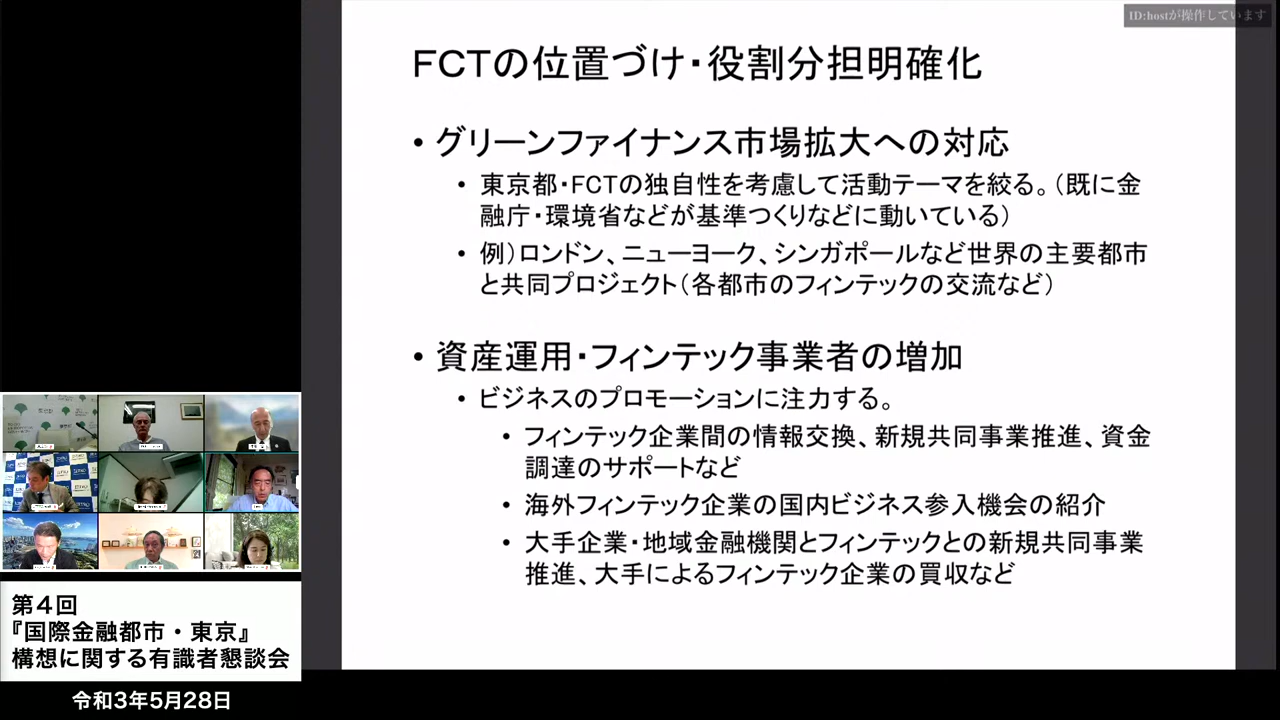 ID:hostが操作しています
FCTの位置づけ・役割分担明確化
• グリーンファイナンス市場拡大への対応
• 東京都・FCTの独自性を考慮して活動テーマを絞る。（既に金
融庁・環境省などが基準つくりなどに動いている）
• 例）ロンドン、ニューヨーク、シンガポールなど世界の主要都市
と共同プロジェクト（各都市のフィンテックの交流など）
• 資産運用・フィンテック事業者の増加
• ビジネスのプロモーションに注力する。
• フィンテック企業間の情報交換、新規共同事業推進、資金
調達のサポートなど
• 海外フィンテック企業の国内ビジネス参入機会の紹介
• 大手企業・地域金融機関とフィンテックとの新規共同事業
推進、大手によるフィンテック企業の買収など
第4回
『国際金融都市・東京』
構想に関する有識者懇談会
令和3年5月28日